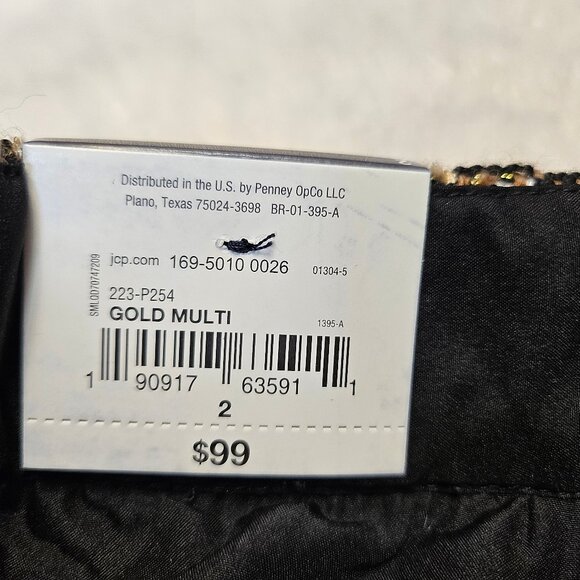 Distributed in the U.S. by Penney OpCo LLC
Plano, Texas 75024-3698 BR-01-395-A
jcp.com 169-5010 0026 01304-5
SMLOD70747209
223-P254
GOLD MULTI 1395-A
1 90917 63591 1
2
$99